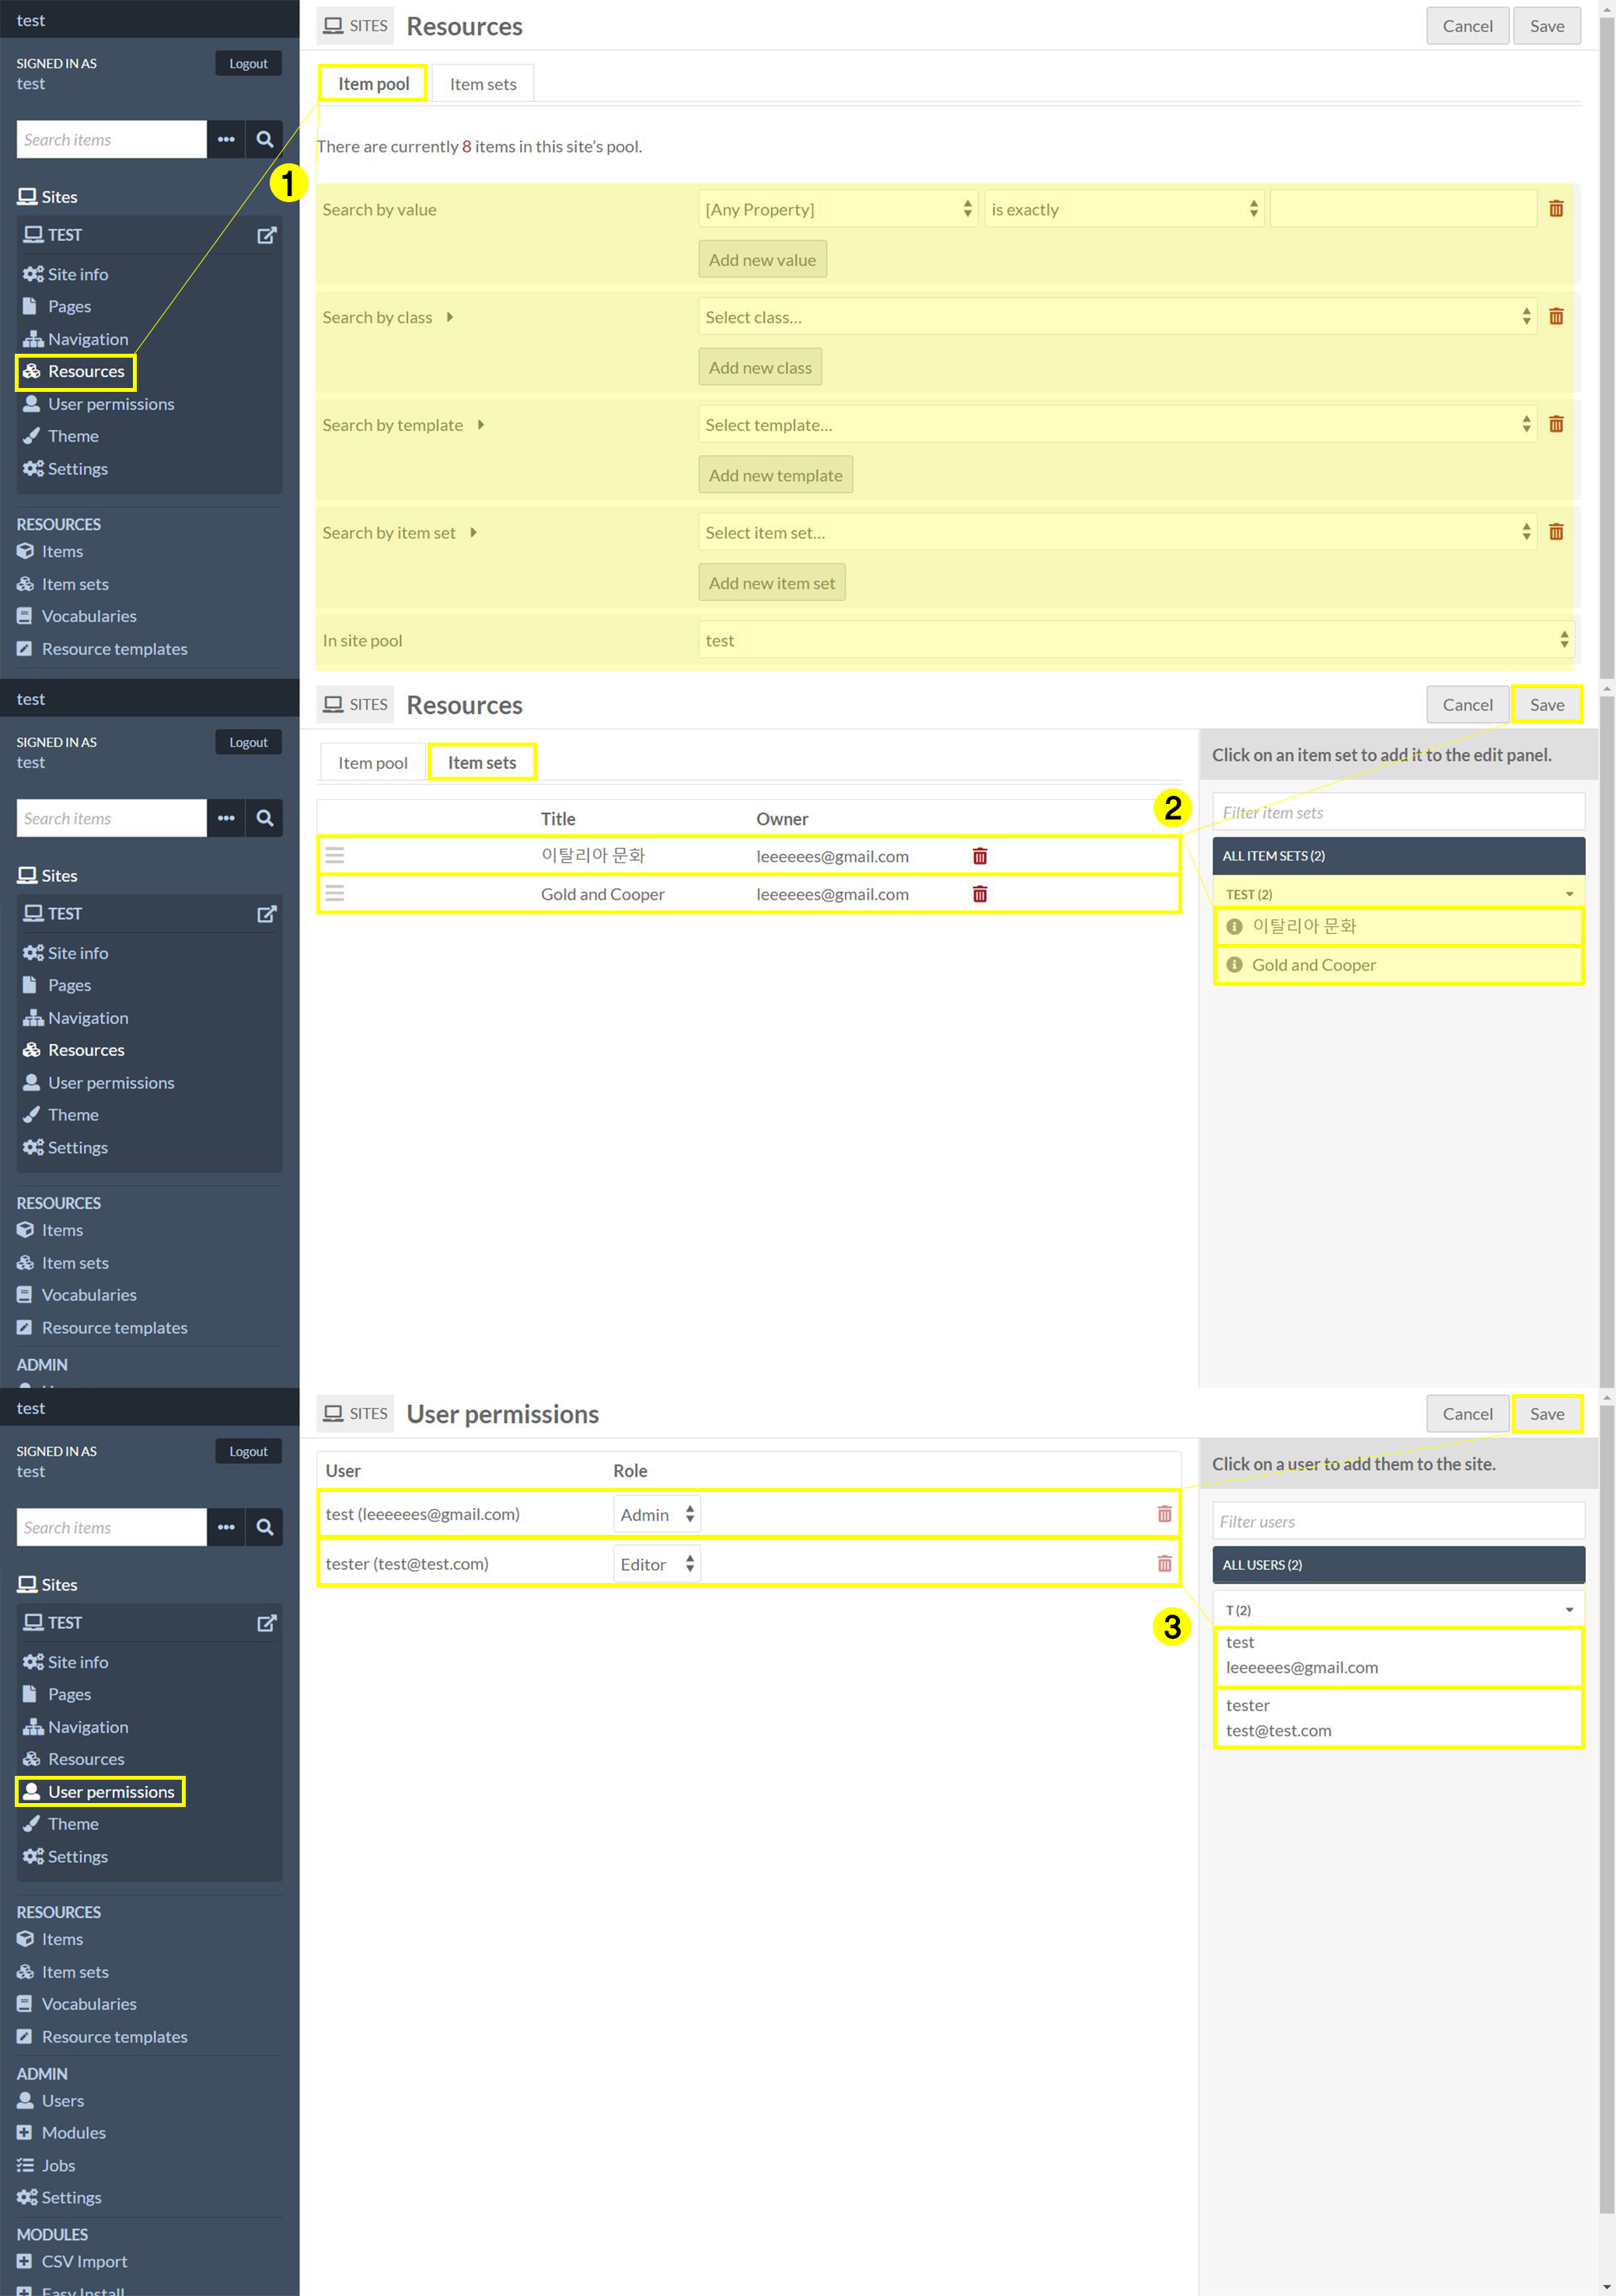 test
SIGNED IN AS
Logout
test
Search items
Sites
TEST
Site info
Pages
Navigation
Resources
User permissions
Theme
Settings
RESOURCES
Items
Item sets
Vocabularies
Resource templates
SITES Resources
Cancel Save
Item pool Item sets
There are currently 8 items in this site's pool.
1
Search by value [Any Property] is exactly
Add new value
Search by class Select class...
Add new class
Search by template Select template...
Add new template
Search by item set Select item set...
Add new item set
In site pool test
test
SIGNED IN AS
Logout
test
Search items
Sites
TEST
Site info
Pages
Navigation
Resources
User permissions
Theme
Settings
RESOURCES
Items
Item sets
Vocabularies
Resource templates
ADMIN
SITES Resources
Cancel Save
Item pool Item sets
Title Owner
이탈리아 문화 leeeeees@gmail.com
Gold and Cooper leeeeees@gmail.com
2
Click on an item set to add it to the edit panel.
Filter item sets
ALL ITEM SETS (2)
TEST (2)
이탈리아 문화
Gold and Cooper
test
SIGNED IN AS
Logout
test
Search items
Sites
TEST
Site info
Pages
Navigation
Resources
User permissions
Theme
Settings
RESOURCES
Items
Item sets
Vocabularies
Resource templates
ADMIN
Users
Modules
Jobs
Settings
MODULES
CSV Import
Easy Install
SITES User permissions
Cancel Save
User Role
test (leeeeees@gmail.com) Admin
tester (test@test.com) Editor
3
Click on a user to add them to the site.
Filter users
ALL USERS (2)
T (2)
test
leeeeees@gmail.com
tester
test@test.com